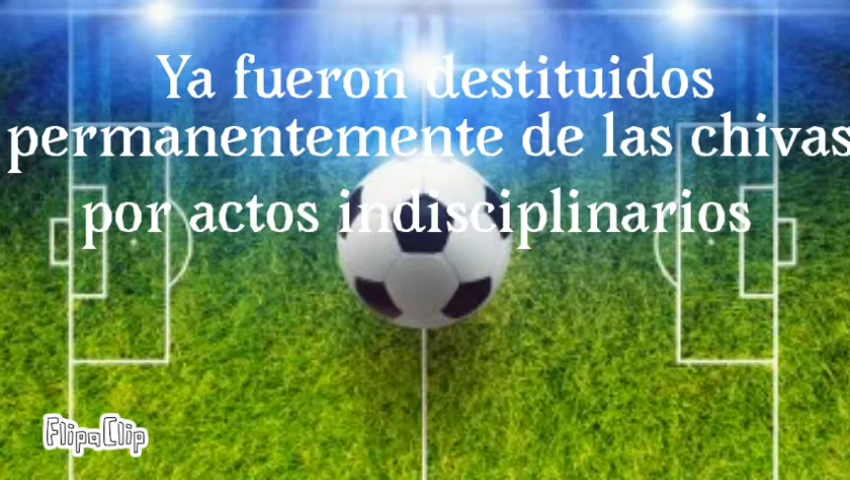 Ya fueron destituidos
permanentemente de las chivas
por actos indisciplinarios
FlipaClip